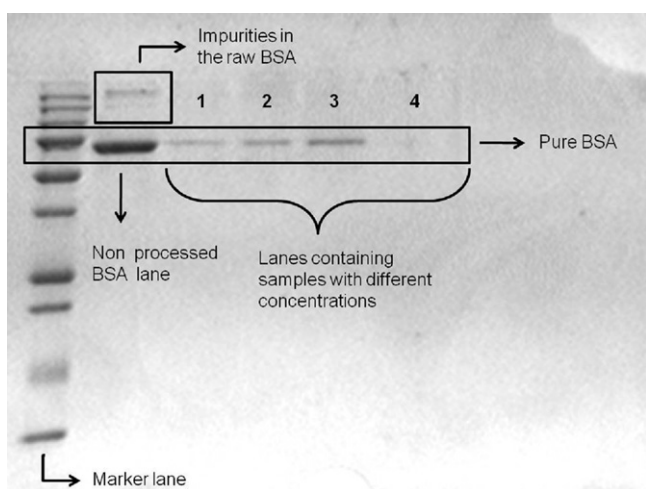 Impurities in
the raw BSA
1 2 3 4
Pure BSA
Non processed
BSA lane
Lanes containing
samples with different
concentrations
Marker lane